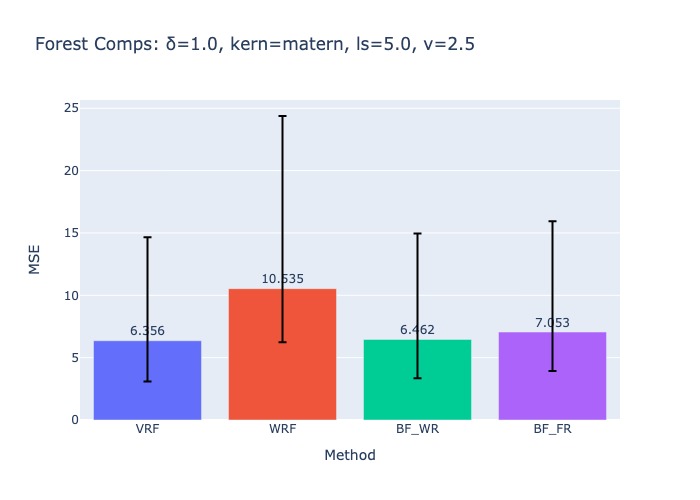 Forest Comps: δ=1.0, kern=matern, ls=5.0, v=2.5
25
20
15
10
5
0
MSE
6.356
10.535
6.462
7.053
VRF
WRF
BF_WR
BF_FR
Method